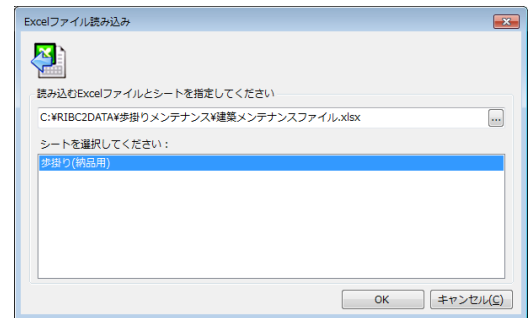 Excelファイル読み込み
読み込むExcelファイルとシートを指定してください
C:¥RIBC2DATA¥歩掛りメンテナンス¥建築メンテナンスファイル.xlsx
...
シートを選択してください：
歩掛り(納品用)
OK
キャンセル(C)